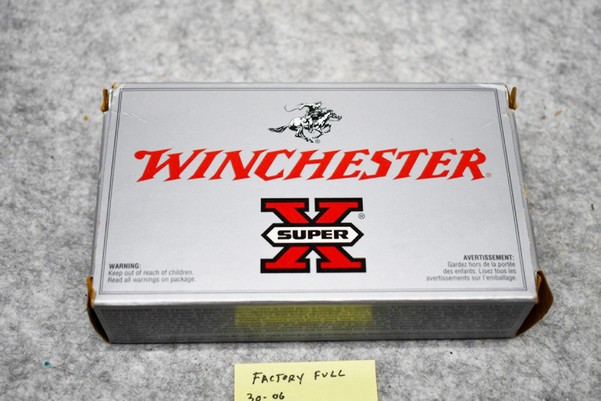 WINCHESTER®
X®
SUPER
WARNING:
Keep out of reach of children.
Read all warnings on package.
AVERTISSEMENT:
Gardez hors de la portée
des enfants. Lisez tous les
avertissements sur l'emballage.
FACTORY FULL
30-06